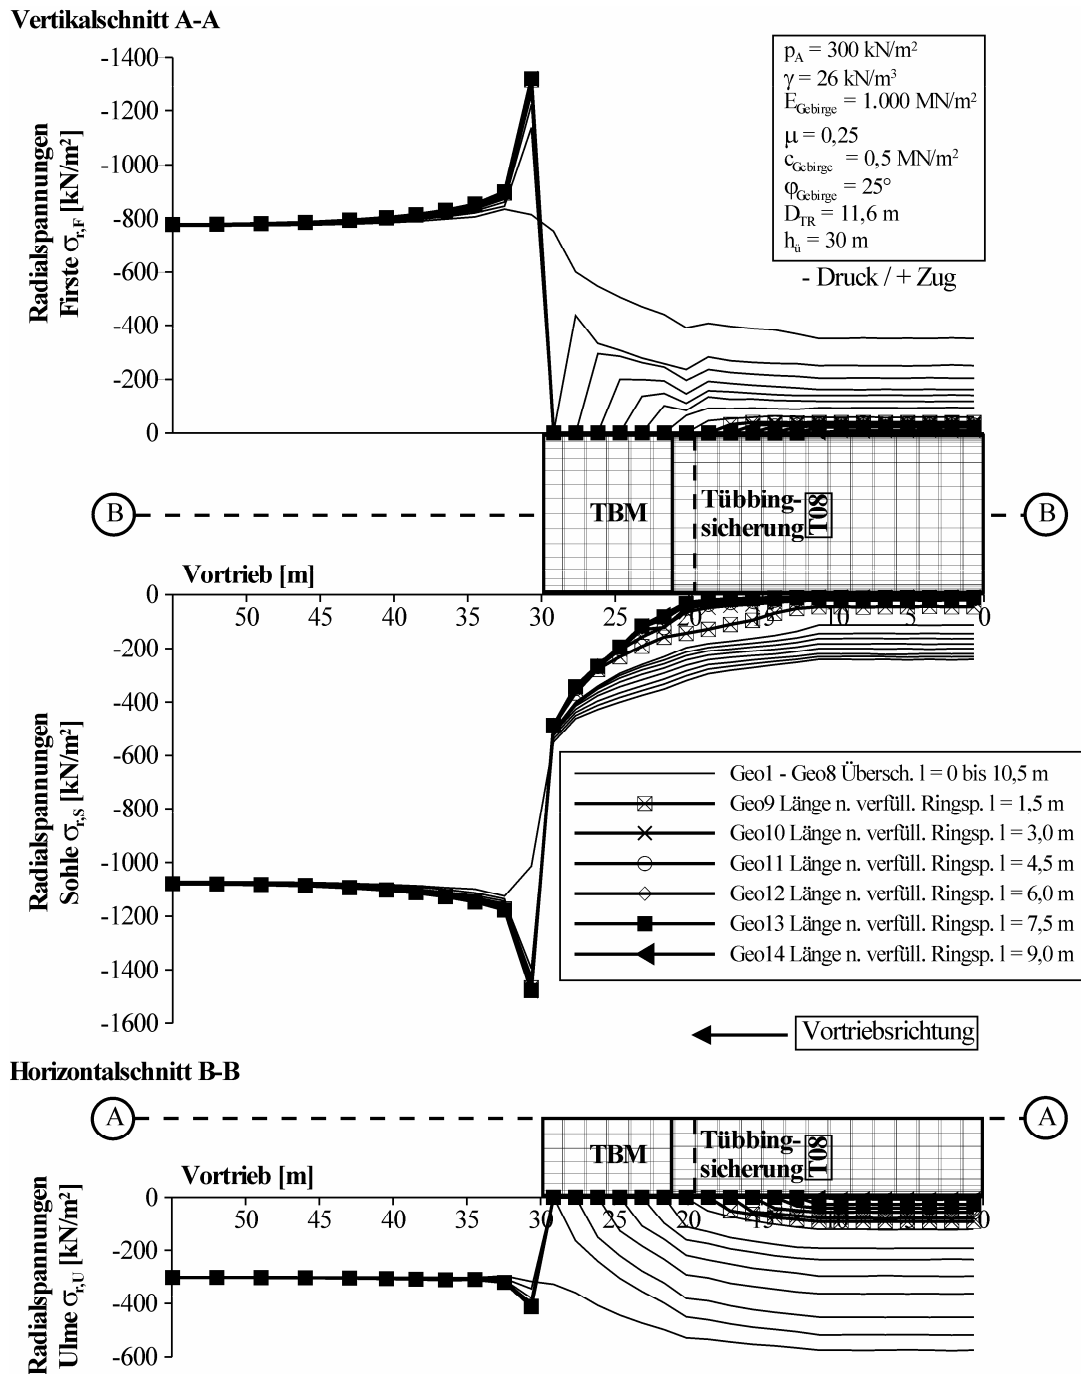 Vertikalschnitt A-A
Radialspannungen
Firste σr,F [kN/m²]
-1400
-1200
-1000
-800
-600
-400
-200
0
pA = 300 kN/m²
γ = 26 kN/m³
EGebirge = 1.000 MN/m²
μ = 0,25
cGebirge = 0,5 MN/m²
φGebirge = 25°
DTR = 11,6 m
hü = 30 m
- Druck / + Zug
B
TBM
Tübbing-
sicherung
T08
B
Vortrieb [m]
50 45 40 35 30 25 20 15 10 5 0
Radialspannungen
Sohle σr,S [kN/m²]
0
-200
-400
-600
-800
-1000
-1200
-1400
-1600
Geo1 - Geo8 Übersch. l = 0 bis 10,5 m
Geo9 Länge n. verfüll. Ringsp. l = 1,5 m
Geo10 Länge n. verfüll. Ringsp. l = 3,0 m
Geo11 Länge n. verfüll. Ringsp. l = 4,5 m
Geo12 Länge n. verfüll. Ringsp. l = 6,0 m
Geo13 Länge n. verfüll. Ringsp. l = 7,5 m
Geo14 Länge n. verfüll. Ringsp. l = 9,0 m
Vortriebsrichtung
Horizontalschnitt B-B
A
TBM
Tübbing-
sicherung
T08
A
Vortrieb [m]
50 45 40 35 30 25 20 15 10 5 0
Radialspannungen
Ulme σr,U [kN/m²]
0
-200
-400
-600